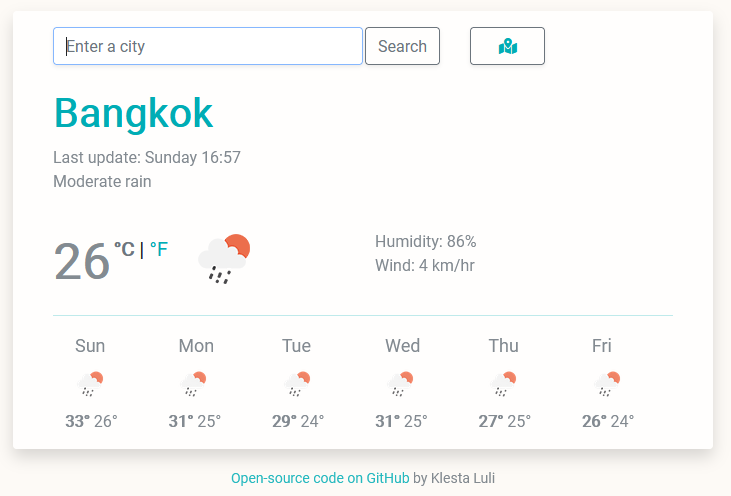 Enter a city Search
Bangkok
Last update: Sunday 16:57
Moderate rain
26 °C | °F
Humidity: 86%
Wind: 4 km/hr
Sun Mon Tue Wed Thu Fri
33° 26° 31° 25° 29° 24° 31° 25° 27° 25° 26° 24°
Open-source code on GitHub by Klesta Luli